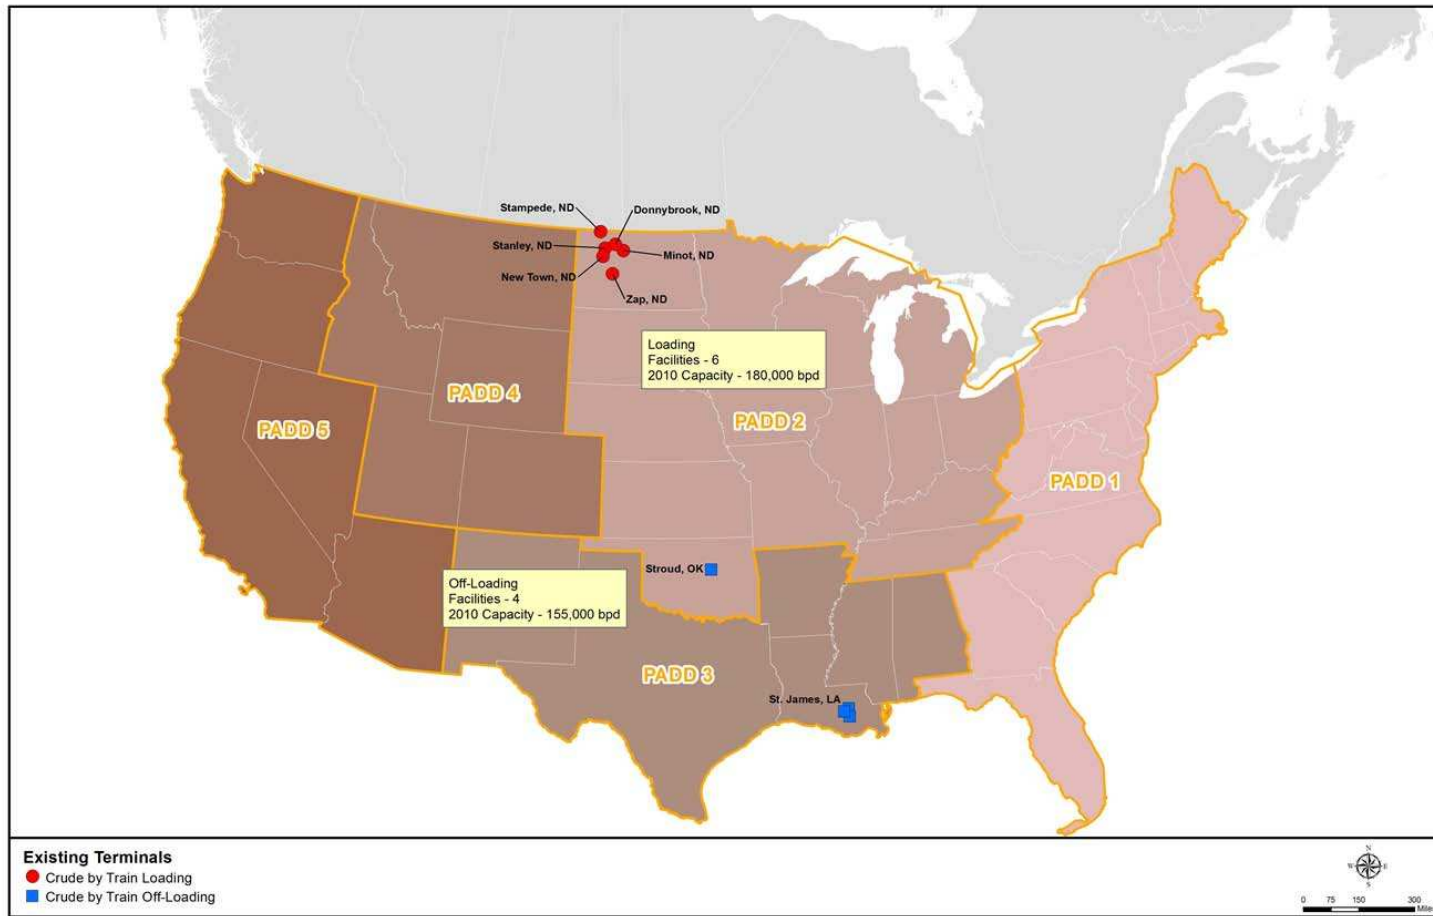 Stampede, ND
Donnybrook, ND
Stanley, ND
Minot, ND
New Town, ND
Zap, ND
Loading
Facilities - 6
2010 Capacity - 180,000 bpd
PADD 4
PADD 2
PADD 5
PADD 1
Stroud, OK
Off-Loading
Facilities - 4
2010 Capacity - 155,000 bpd
PADD 3
St. James, LA
Existing Terminals
Crude by Train Loading
Crude by Train Off-Loading
N
W E
S
0 75 150 300
Miles